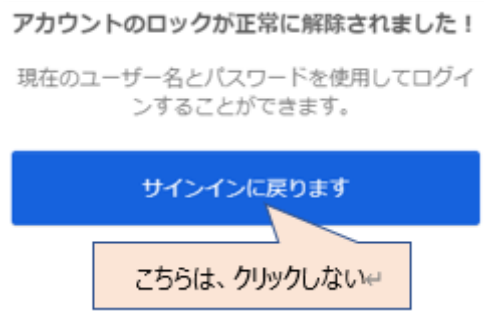 アカウントのロックが正常に解除されました！
現在のユーザー名とパスワードを使用してログイ
ンすることができます。
サインインに戻ります
こちらは、クリックしない↵